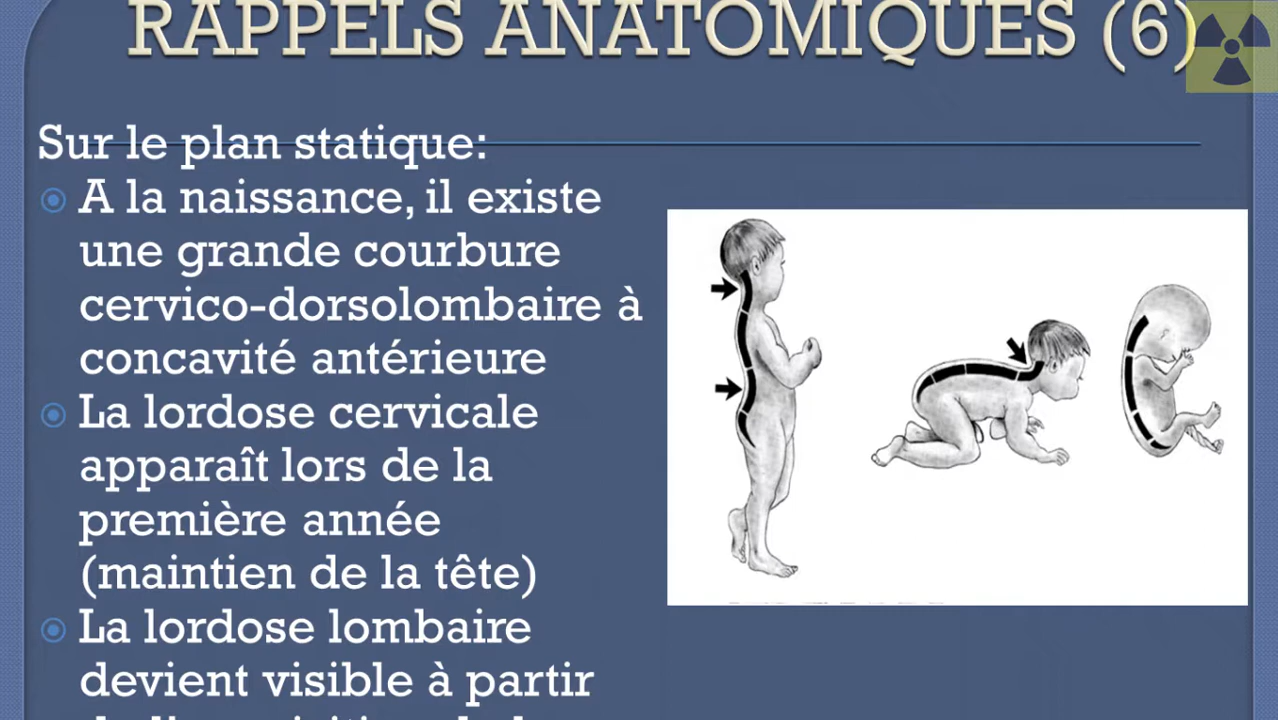 RAPPELS ANATOMIQUES (6)
Sur le plan statique:
A la naissance, il existe
une grande courbure
cervico-dorsolombaire à
concavité antérieure
La lordose cervicale
apparaît lors de la
première année
(maintien de la tête)
La lordose lombaire
devient visible à partir